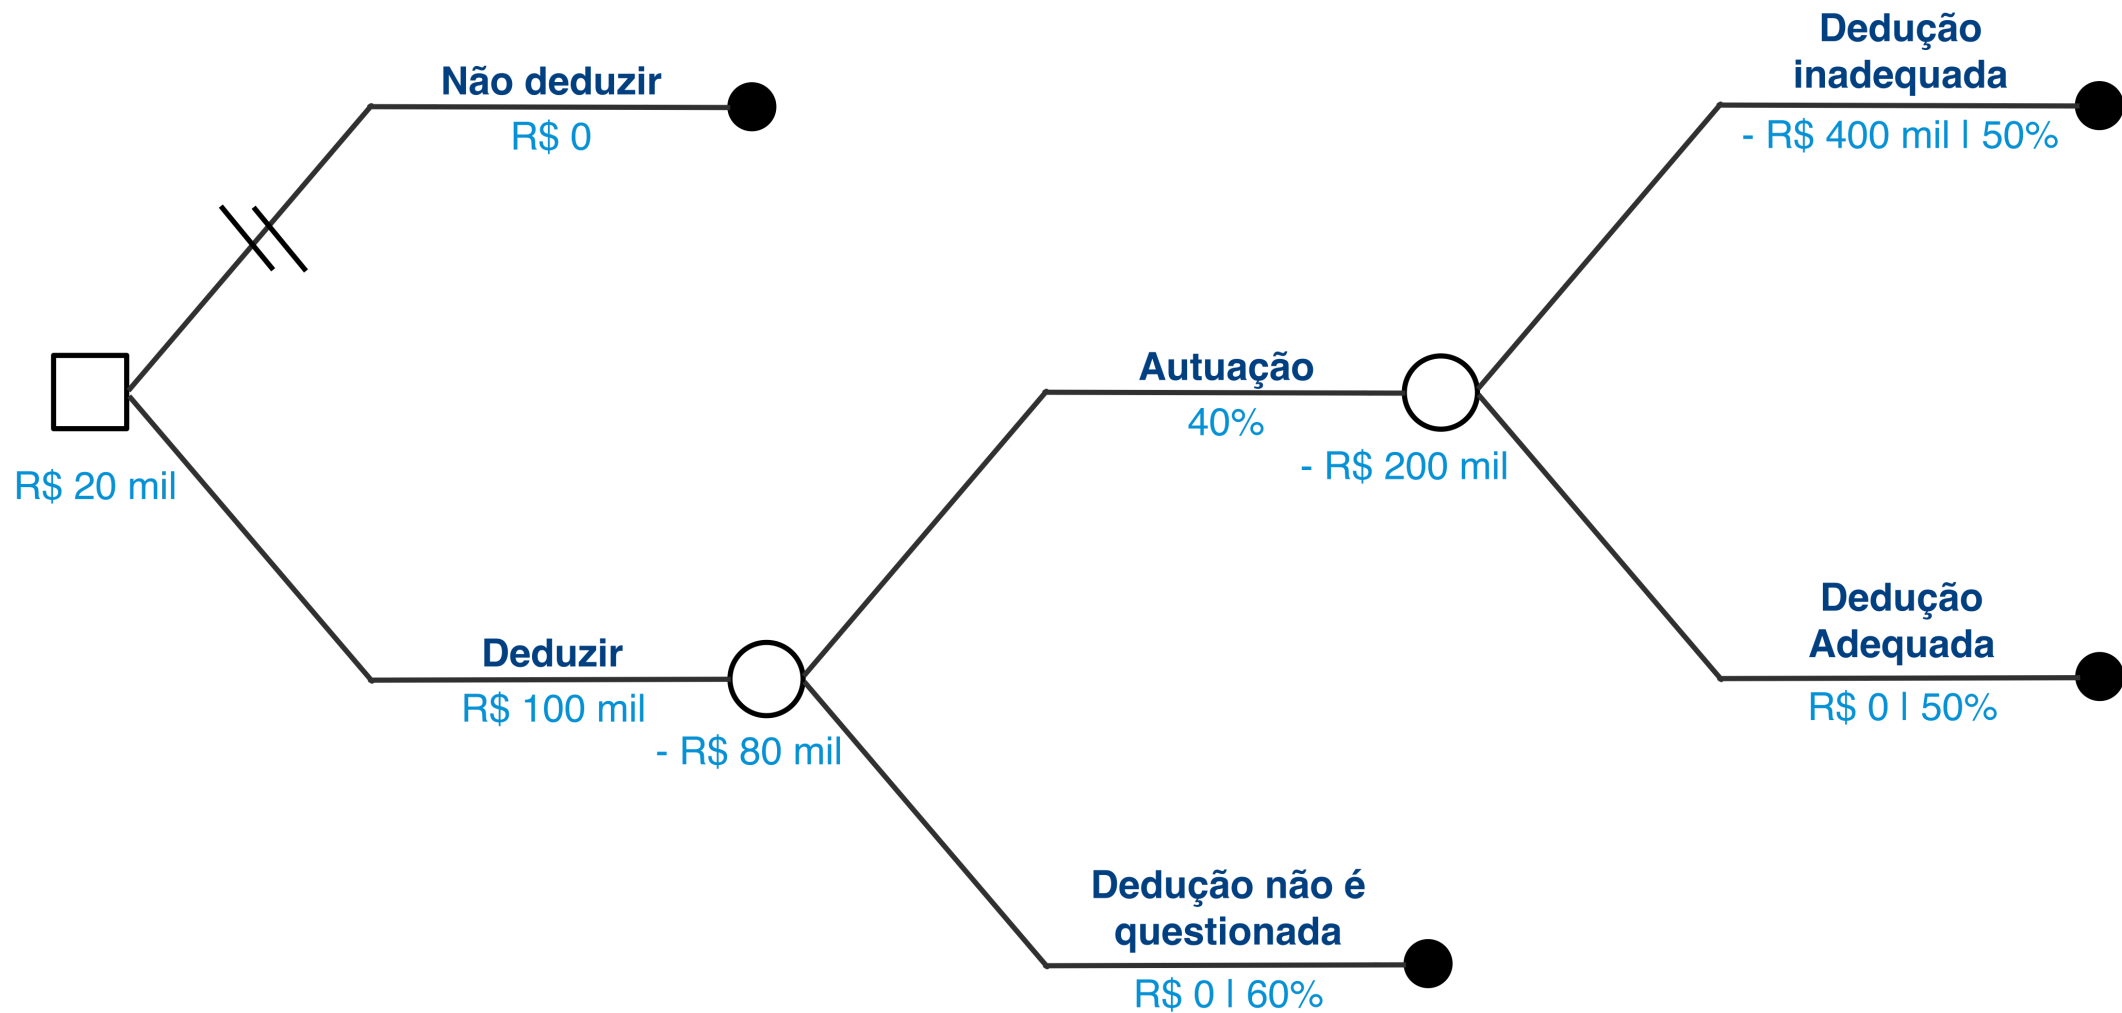 Não deduzir
R$ 0
R$ 20 mil
Deduzir
R$ 100 mil
- R$ 80 mil
Autuação
40%
- R$ 200 mil
Dedução não é
questionada
R$ 0 | 60%
Dedução
inadequada
- R$ 400 mil | 50%
Dedução
Adequada
R$ 0 | 50%